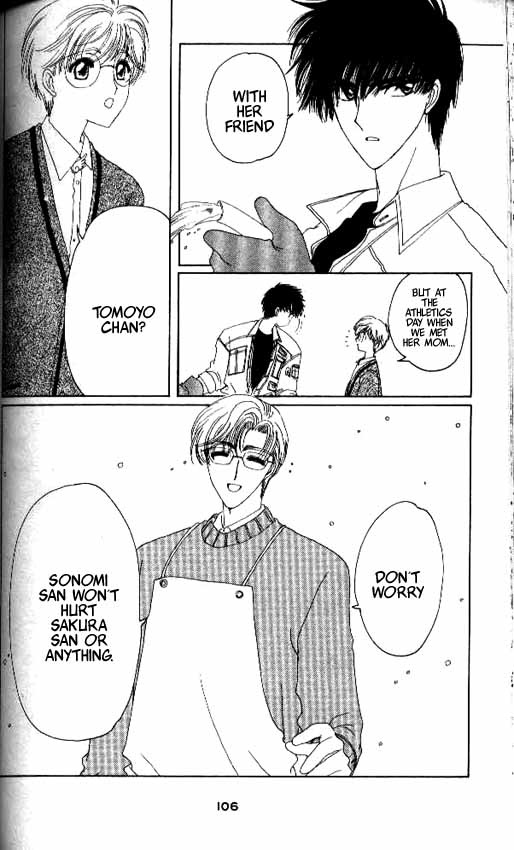 WITH
HER
FRIEND
TOMOYO
CHAN?
BUT AT
THE
ATHLETICS
DAY WHEN
WE MET
HER MOM...
DON'T
WORRY
SONOMI
SAN WON'T
HURT
SAKURA
SAN OR
ANYTHING.
106